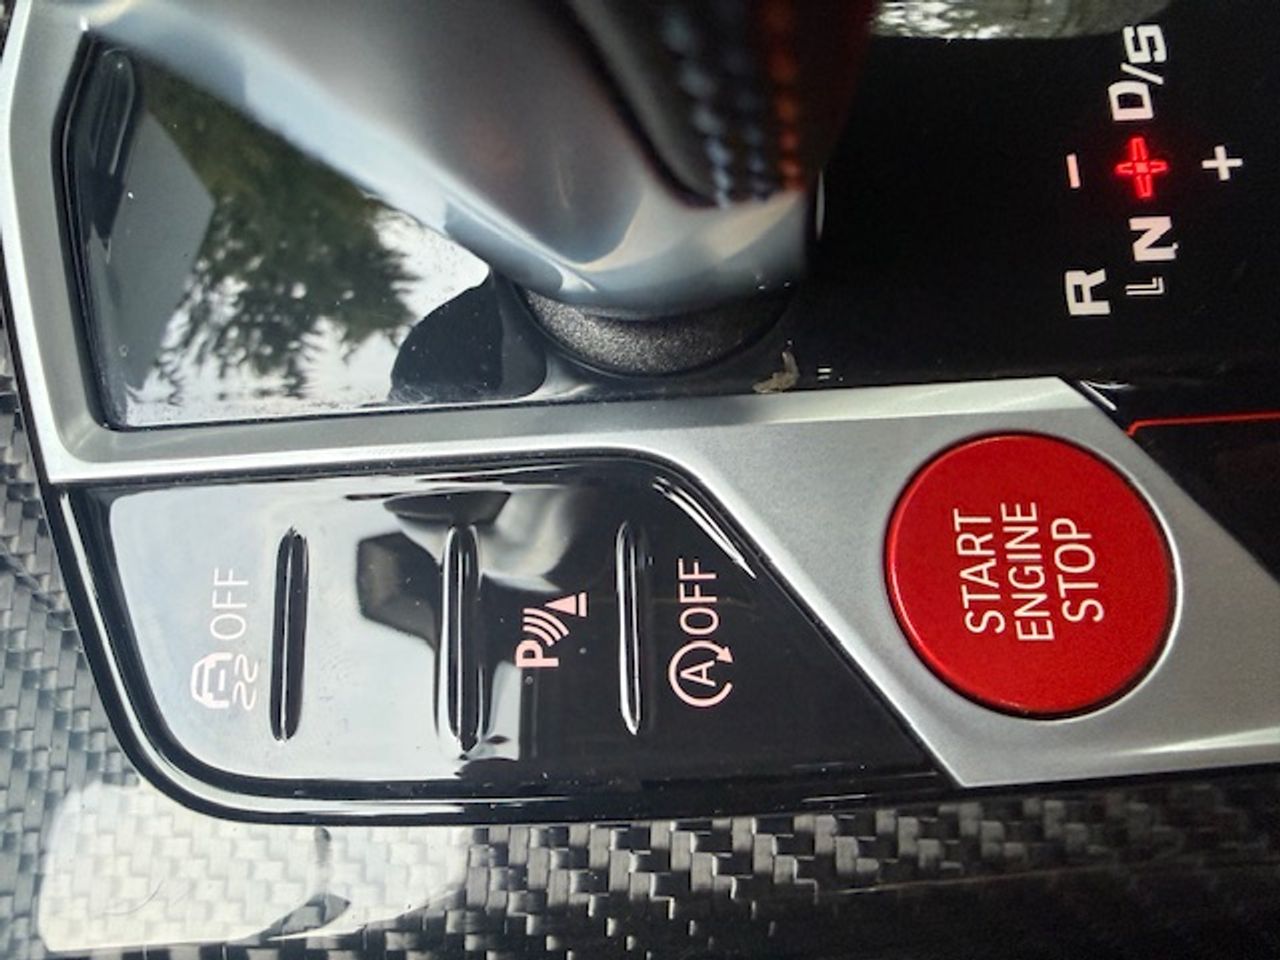 R
N
−
+
D/S
START
ENGINE
STOP
A OFF
P
OFF